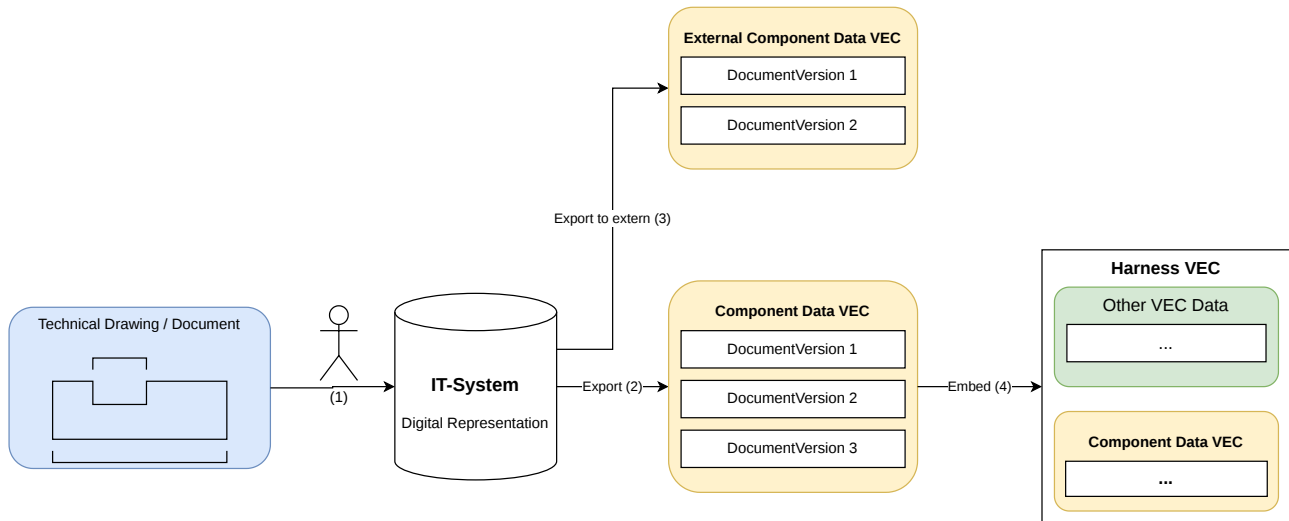 External Component Data VEC
DocumentVersion 1
DocumentVersion 2
Export to extern (3)
Technical Drawing / Document
(1)
IT-System
Digital Representation
Export (2)
Component Data VEC
DocumentVersion 1
DocumentVersion 2
DocumentVersion 3
Embed (4)
Harness VEC
Other VEC Data
...
Component Data VEC
...